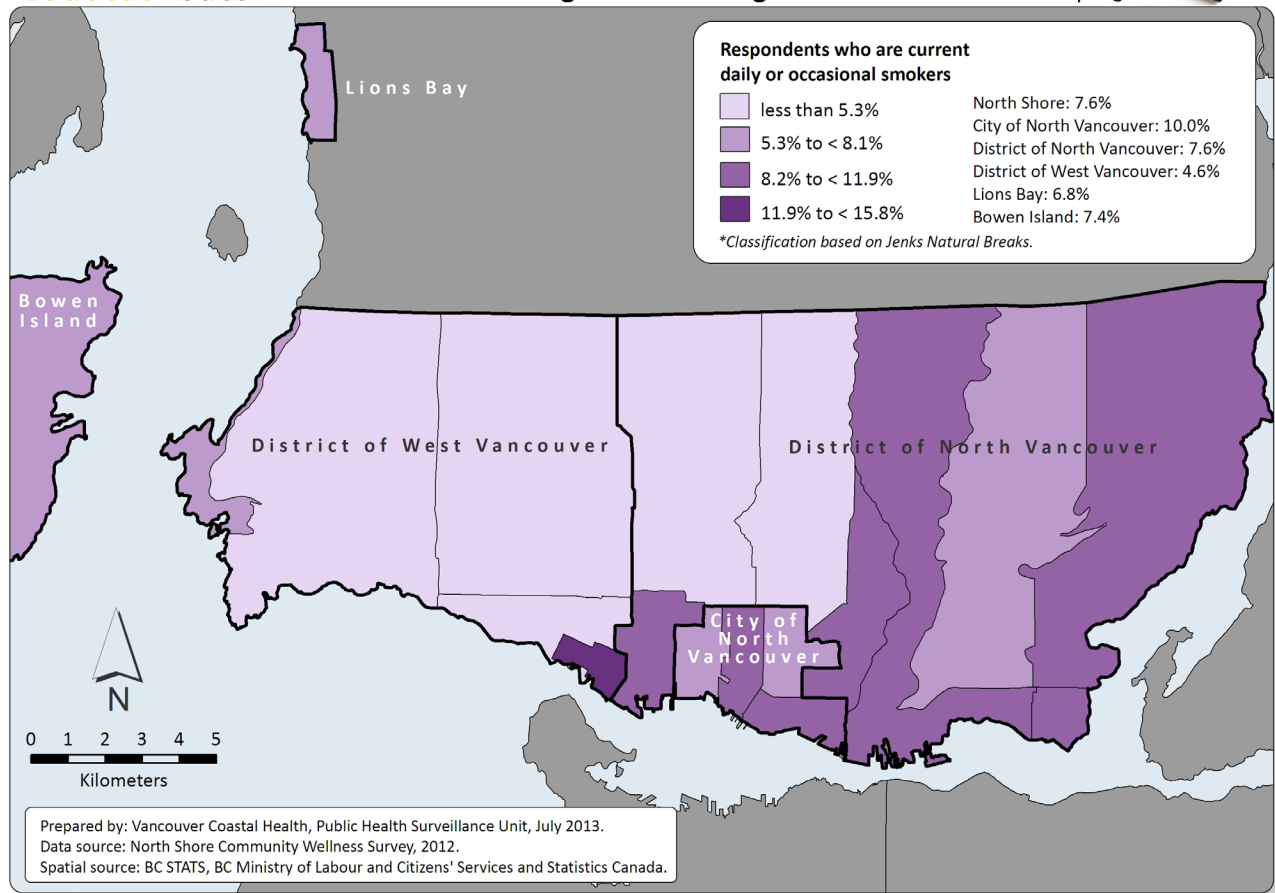 Lions Bay
Respondents who are current
daily or occasional smokers
less than 5.3%
5.3% to < 8.1%
8.2% to < 11.9%
11.9% to < 15.8%
North Shore: 7.6%
City of North Vancouver: 10.0%
District of North Vancouver: 7.6%
District of West Vancouver: 4.6%
Lions Bay: 6.8%
Bowen Island: 7.4%
*Classification based on Jenks Natural Breaks.
Bowen
Island
District of West Vancouver
District of North Vancouver
City of
North
Vancouver
N
0 1 2 3 4 5
Kilometers
Prepared by: Vancouver Coastal Health, Public Health Surveillance Unit, July 2013.
Data source: North Shore Community Wellness Survey, 2012.
Spatial source: BC STATS, BC Ministry of Labour and Citizens' Services and Statistics Canada.